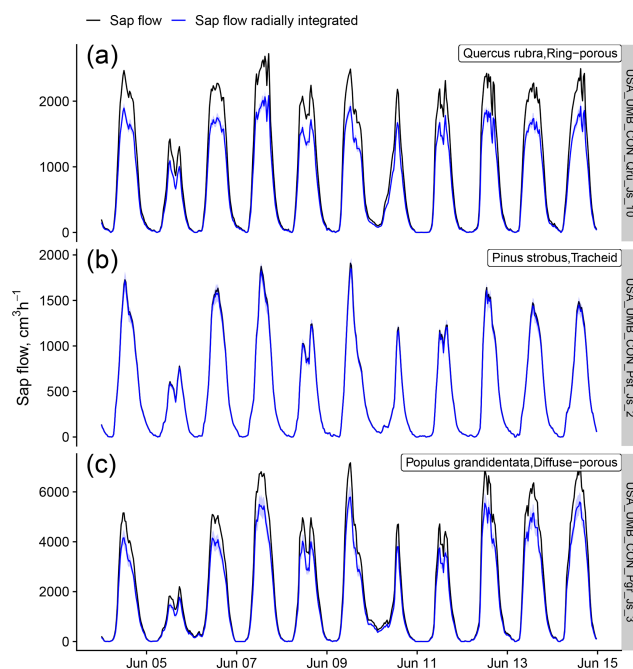 Sap flow Sap flow radially integrated
(a)
Quercus rubra,Ring−porous
2000
1000
0
(b)
Pinus strobus,Tracheid
USA_UMB_CON_Pst_Js_2
2000
1500
1000
500
0
Sap flow, cm³h⁻¹
(c)
Populus grandidentata,Diffuse−porous
6000
4000
2000
0
Jun 05 Jun 07 Jun 09 Jun 11 Jun 13 Jun 15